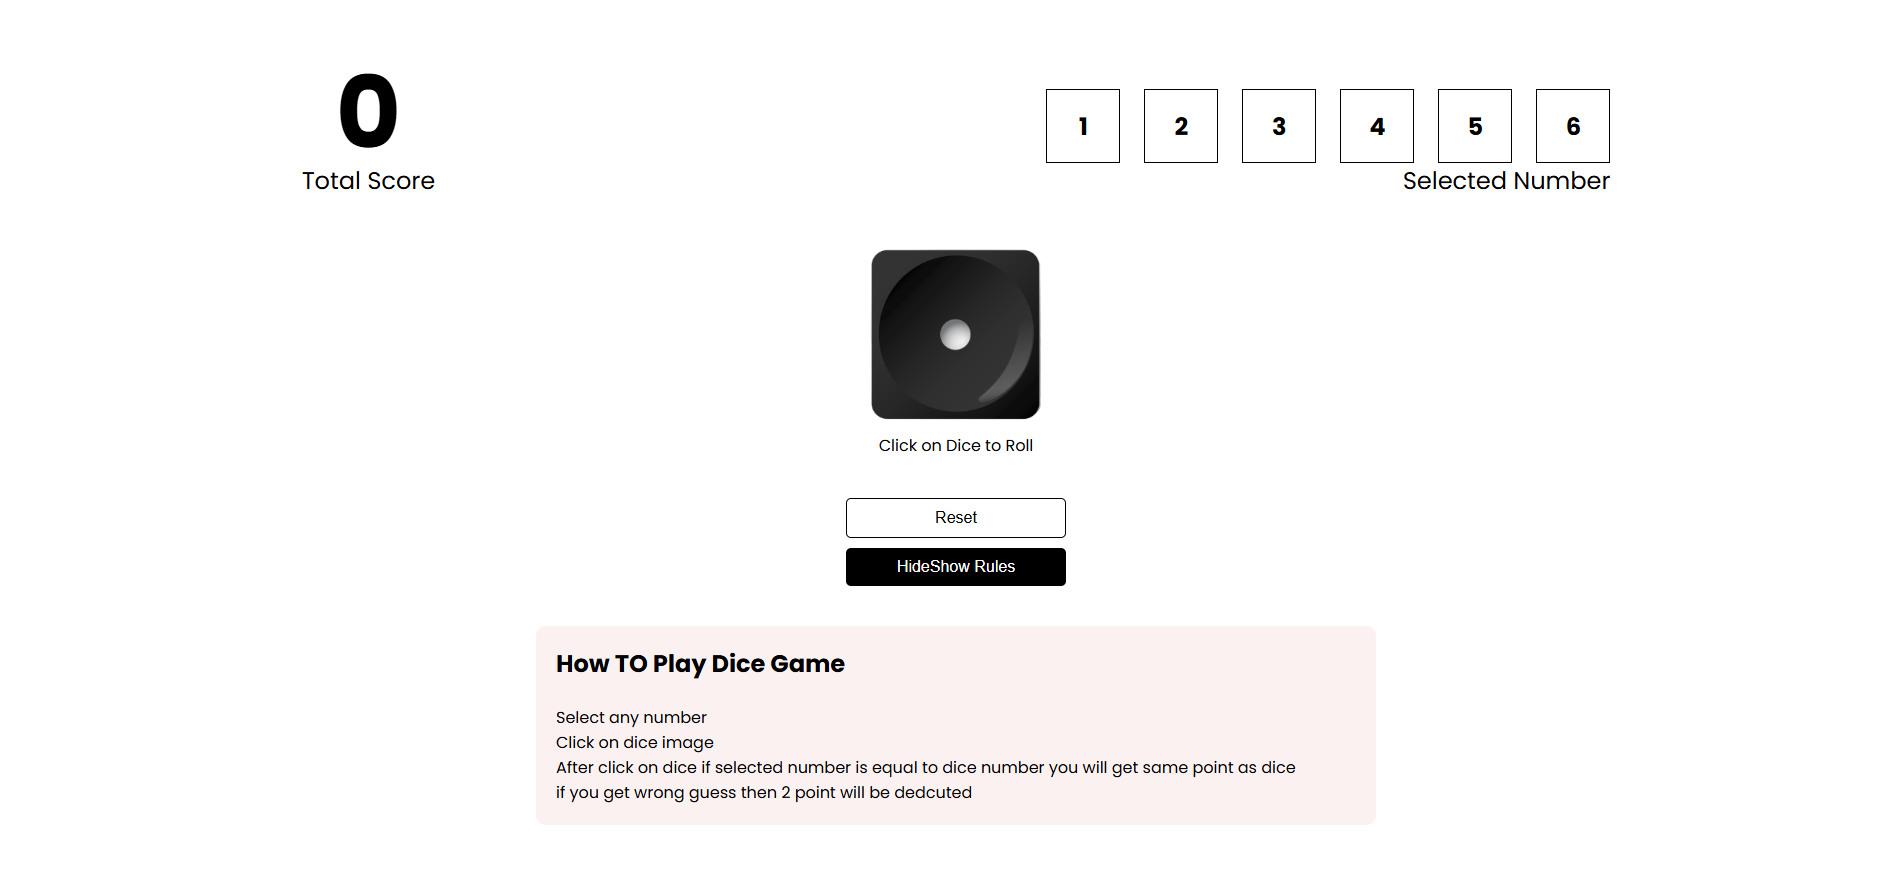 0
Total Score
1 2 3 4 5 6
Selected Number
Click on Dice to Roll
Reset
HideShow Rules
How TO Play Dice Game
Select any number
Click on dice image
After click on dice if selected number is equal to dice number you will get same point as dice
if you get wrong guess then 2 point will be dedcuted